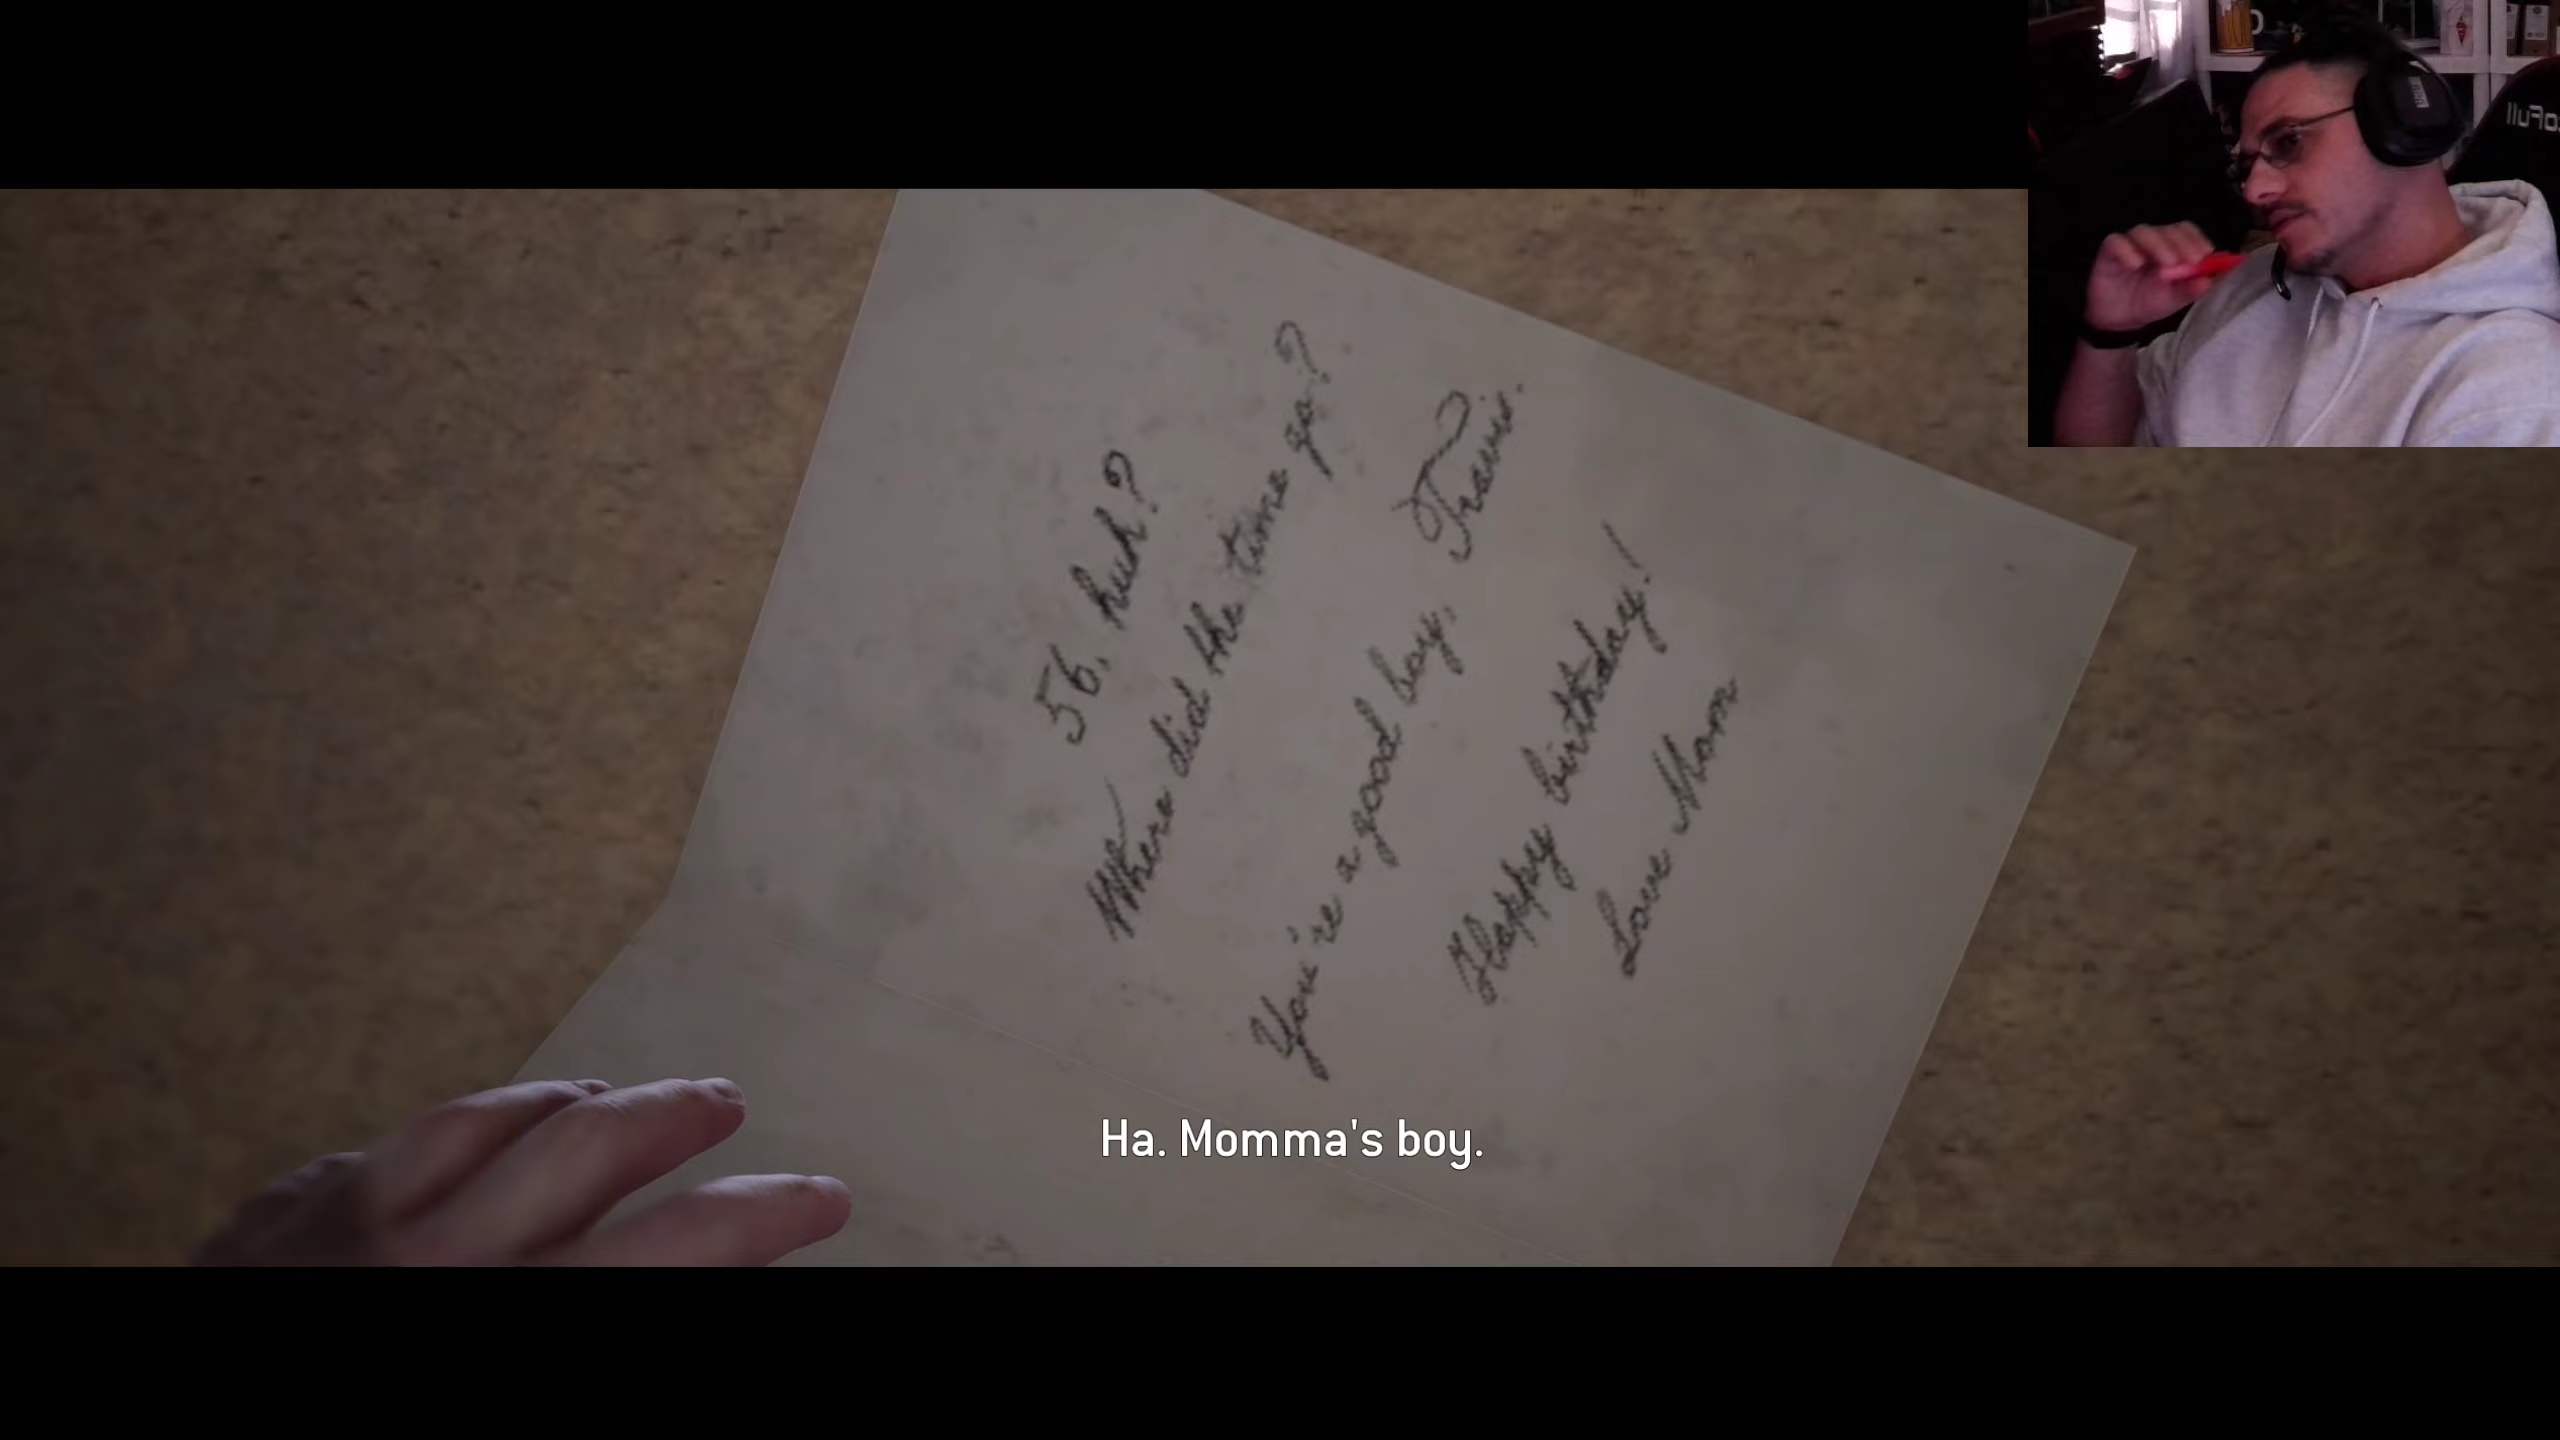 56, huh?
Where did the time go?
You're a good boy, Travis.
Happy birthday!
Love Mom
Ha. Momma's boy.